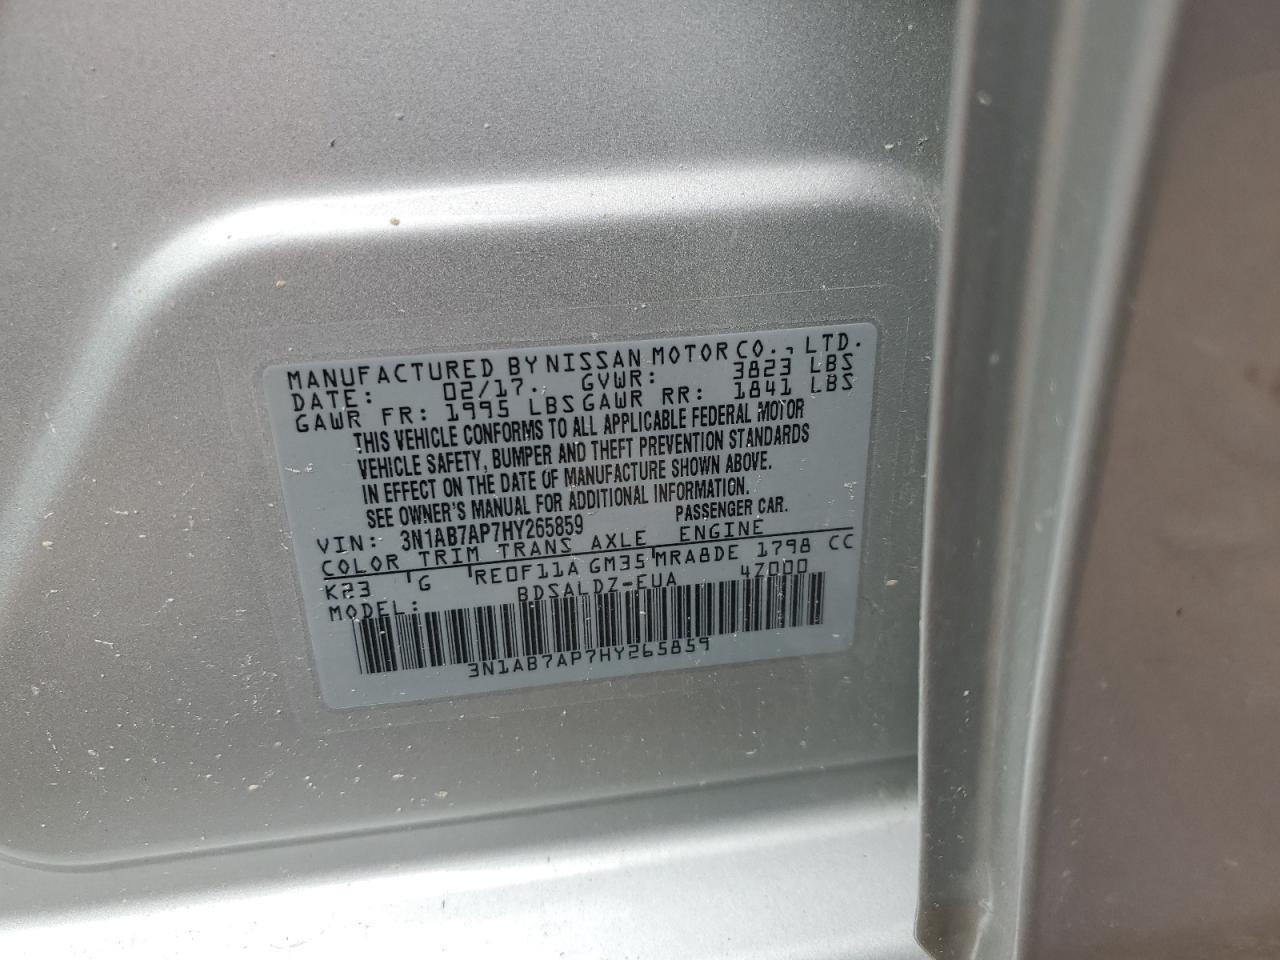 MANUFACTURED BY NISSAN MOTOR CO., LTD.
DATE: 02/17. GVWR: 3823 LBS
GAWR FR: 1995 LBS GAWR RR: 1841 LBS
THIS VEHICLE CONFORMS TO ALL APPLICABLE FEDERAL MOTOR
VEHICLE SAFETY, BUMPER AND THEFT PREVENTION STANDARDS
IN EFFECT ON THE DATE OF MANUFACTURE SHOWN ABOVE.
SEE OWNER'S MANUAL FOR ADDITIONAL INFORMATION.
VIN: 3N1AB7AP7HY265859 PASSENGER CAR.
COLOR TRIM TRANS AXLE ENGINE
K23 G RE0F11A GM35 MRA8DE 1798 CC
MODEL: BDSALDZ-EUA 4Z000
3N1AB7AP7HY265859